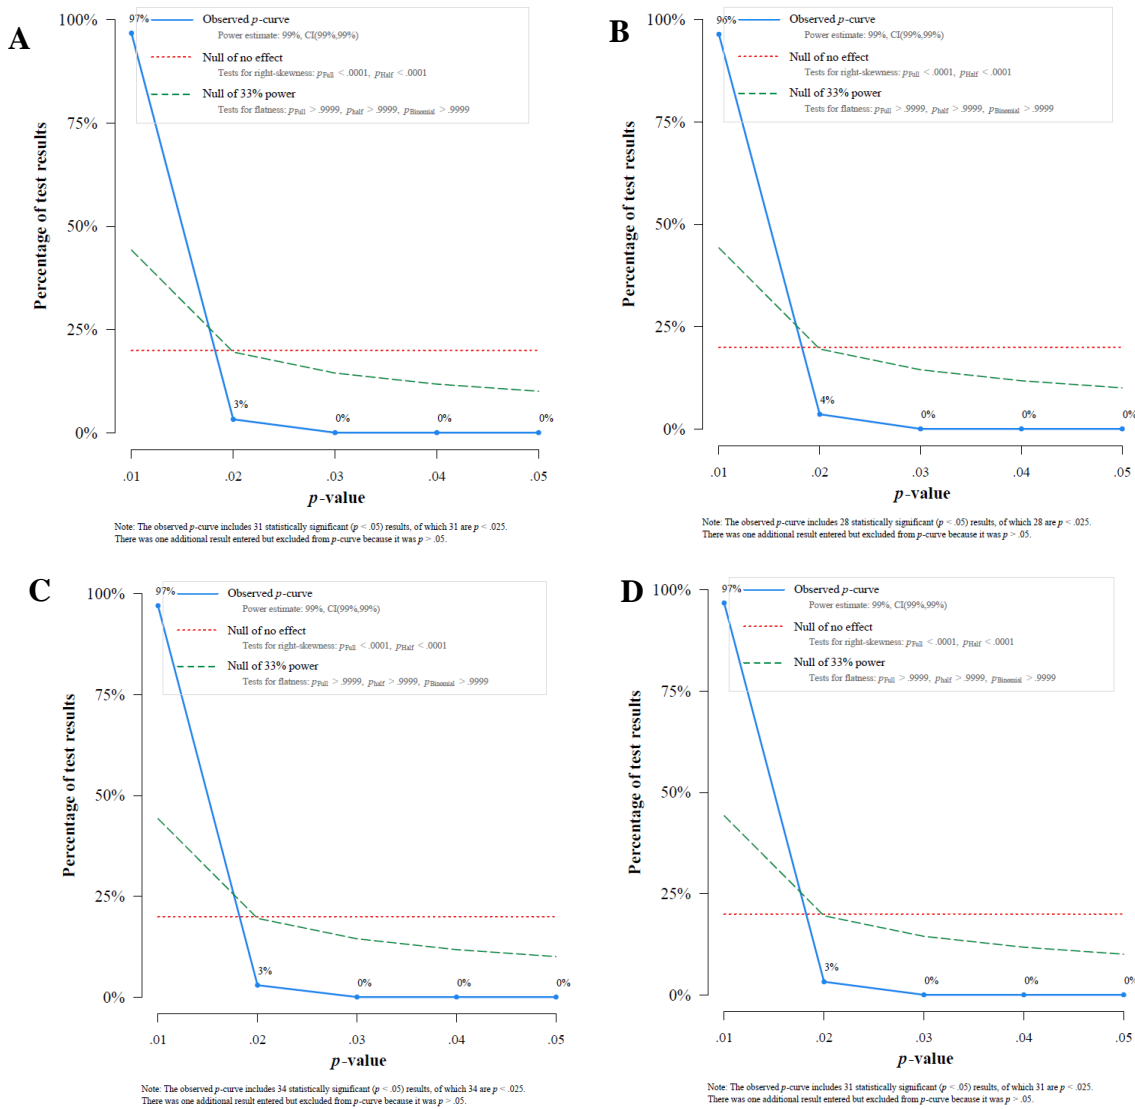 A
Percentage of test results
100%
75%
50%
25%
0%
97%
3%
0%
0%
0%
Observed p-curve
Power estimate: 99%, CI(99%,99%)
Null of no effect
Tests for right-skewness: pFull < .0001, pHalf < .0001
Null of 33% power
Tests for flatness: pFull > .9999, phalf > .9999, pBinomial > .9999
.01 .02 .03 .04 .05
p-value
Note: The observed p-curve includes 31 statistically significant (p < .05) results, of which 31 are p < .025.
There was one additional result entered but excluded from p-curve because it was p > .05.
B
Percentage of test results
100%
75%
50%
25%
0%
96%
4%
0%
0%
0%
Observed p-curve
Power estimate: 99%, CI(99%,99%)
Null of no effect
Tests for right-skewness: pFull < .0001, pHalf < .0001
Null of 33% power
Tests for flatness: pFull > .9999, phalf > .9999, pBinomial > .9999
.01 .02 .03 .04 .05
p-value
Note: The observed p-curve includes 28 statistically significant (p < .05) results, of which 28 are p < .025.
There was one additional result entered but excluded from p-curve because it was p > .05.
C
Percentage of test results
100%
75%
50%
25%
0%
97%
3%
0%
0%
0%
Observed p-curve
Power estimate: 99%, CI(99%,99%)
Null of no effect
Tests for right-skewness: pFull < .0001, pHalf < .0001
Null of 33% power
Tests for flatness: pFull > .9999, phalf > .9999, pBinomial > .9999
.01 .02 .03 .04 .05
p-value
Note: The observed p-curve includes 34 statistically significant (p < .05) results, of which 34 are p < .025.
There was one additional result entered but excluded from p-curve because it was p > .05.
D
Percentage of test results
100%
75%
50%
25%
0%
97%
3%
0%
0%
0%
Observed p-curve
Power estimate: 99%, CI(99%,99%)
Null of no effect
Tests for right-skewness: pFull < .0001, pHalf < .0001
Null of 33% power
Tests for flatness: pFull > .9999, phalf > .9999, pBinomial > .9999
.01 .02 .03 .04 .05
p-value
Note: The observed p-curve includes 31 statistically significant (p < .05) results, of which 31 are p < .025.
There was one additional result entered but excluded from p-curve because it was p > .05.